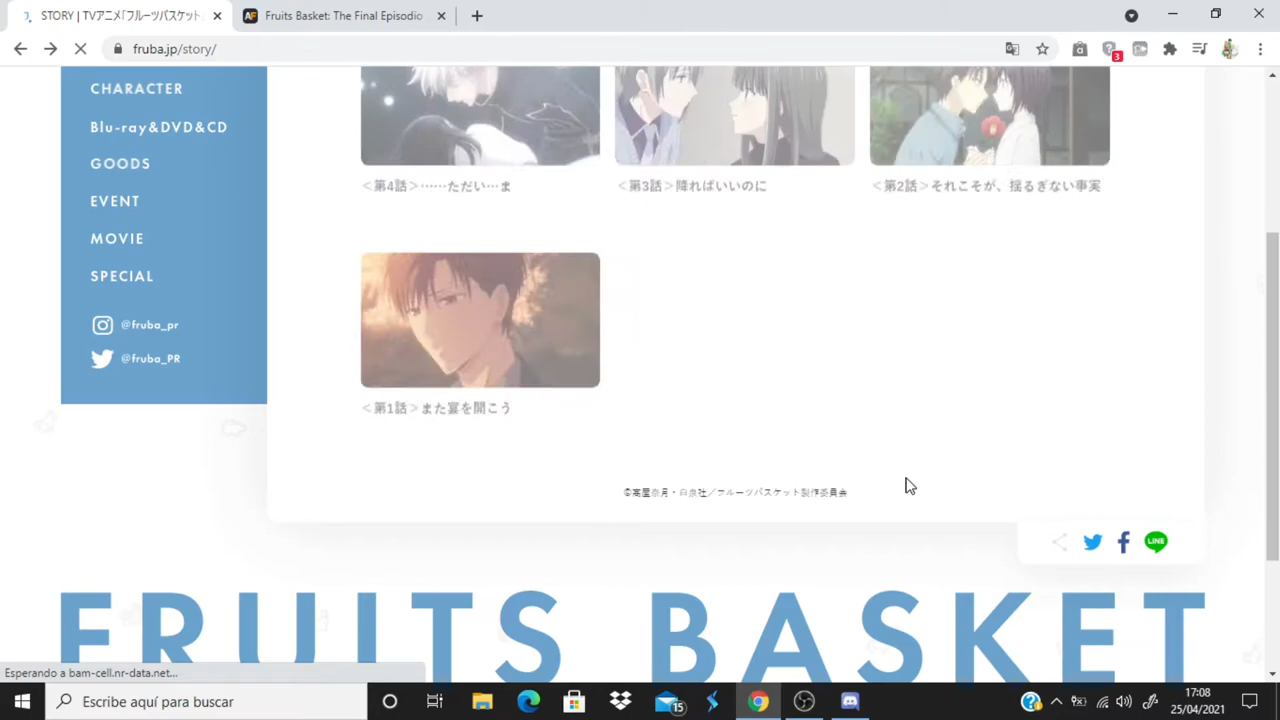 STORY | TVアニメ「フルーツバスケット」
Fruits Basket: The Final Episodio
fruba.jp/story/
3
CHARACTER
Blu-ray&DVD&CD
GOODS
EVENT
MOVIE
SPECIAL
@fruba_pr
@fruba_PR
<第4話>……ただい…ま
<第3話>降ればいいのに
<第2話>それこそが、揺るぎない事実
<第1話>また宴を開こう
©高屋奈月・白泉社／フルーツバスケット製作委員会
LINE
FRUITS BASKET
Esperando a bam-cell.nr-data.net...
Escribe aquí para buscar
15
17:08
25/04/2021